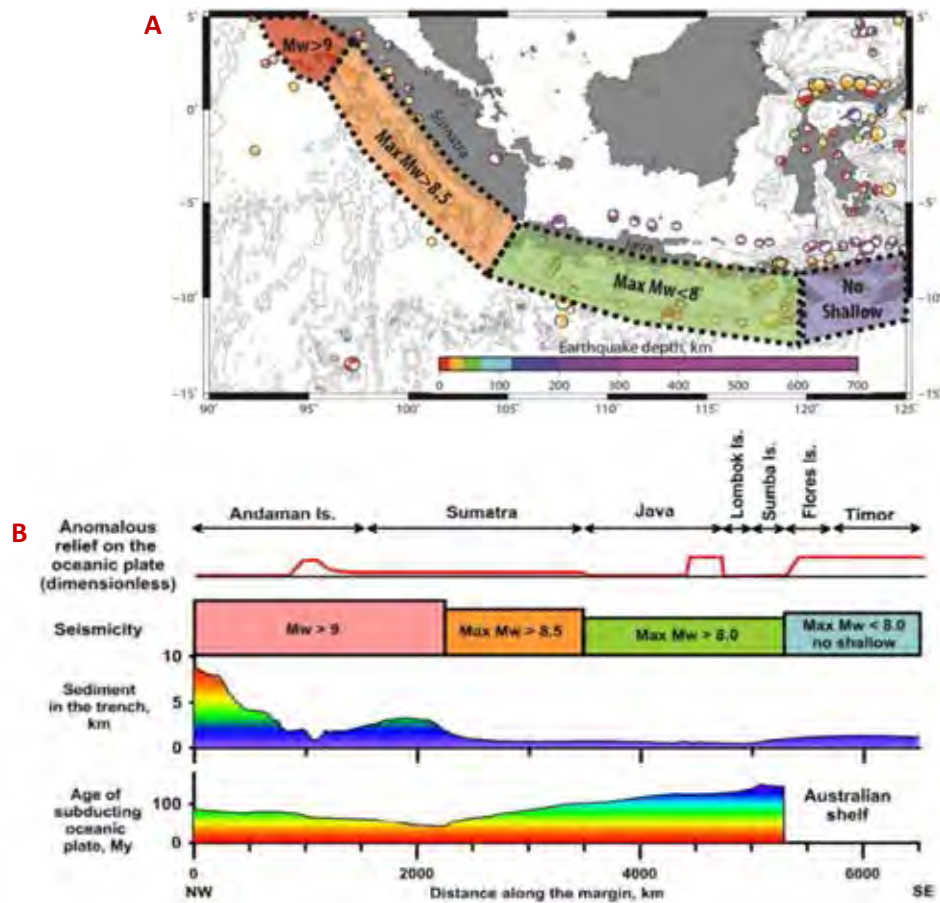 A
5°
0°
−5°
−10°
−15°
Mw>9
Sumatra
Max Mw>8.5
Java
Max Mw<8
No
Shallow
Earthquake depth, km
0 100 200 300 400 500 600 700
90° 95° 100° 105° 110° 115° 120° 125°
5°
0°
−5°
−10°
−15°
B
Anomalous
relief on the
oceanic plate
(dimensionless)
Andaman Is.
Sumatra
Java
Lombok Is.
Sumba Is.
Flores Is.
Timor
Seismicity
Mw > 9
Max Mw > 8.5
Max Mw > 8.0
Max Mw < 8.0
no shallow
Sediment
in the trench,
km
10
5
0
Age of
subducting
oceanic
plate, My
100
0
Australian
shelf
0 2000 4000 6000
NW Distance along the margin, km SE